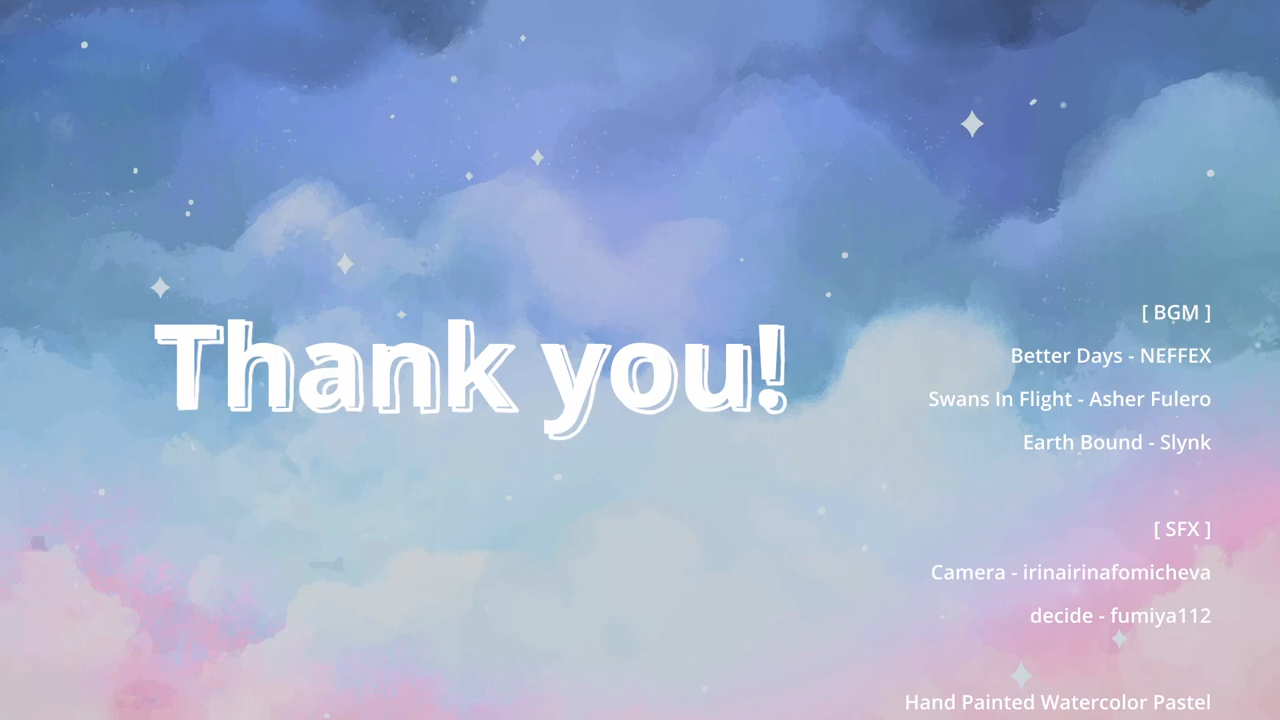 Thank you!
[ BGM ]
Better Days - NEFFEX
Swans In Flight - Asher Fulero
Earth Bound - Slynk
[ SFX ]
Camera - irinairinafomicheva
decide - fumiya112
Hand Painted Watercolor Pastel